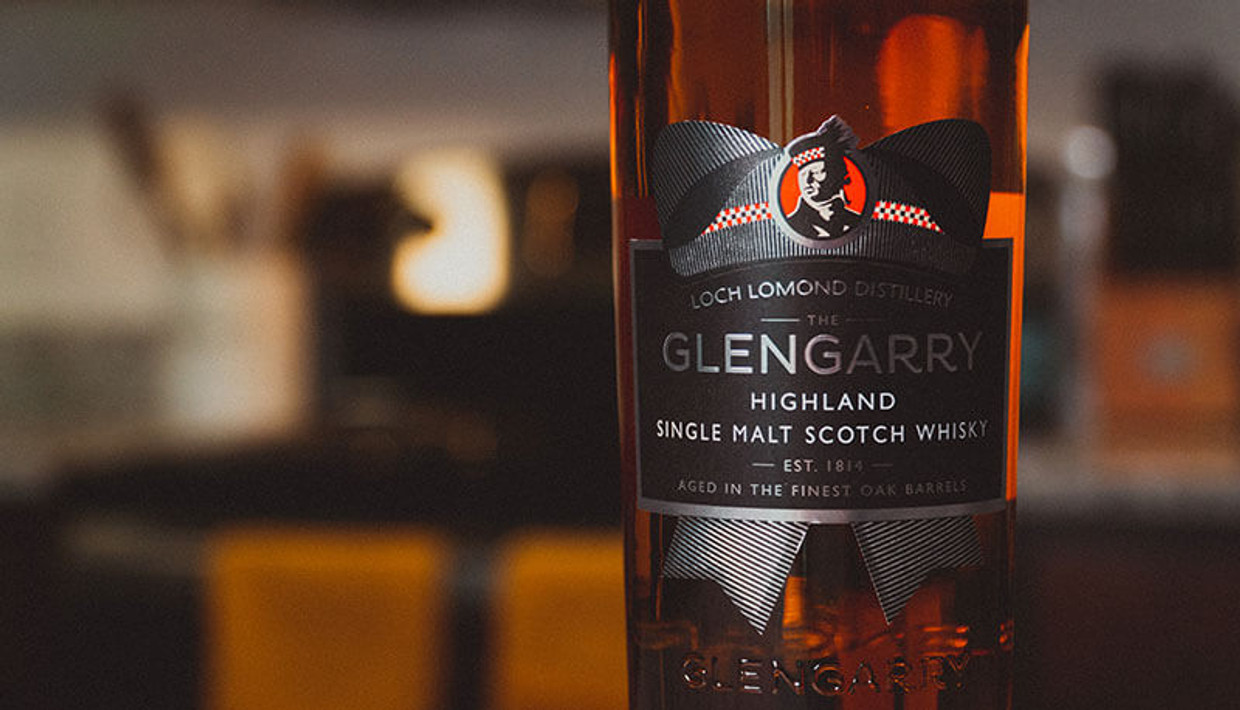 LOCH LOMOND DISTILLERY
THE
GLENGARRY
HIGHLAND
SINGLE MALT SCOTCH WHISKY
EST. 1814
AGED IN THE FINEST OAK BARRELS
GLENGARRY